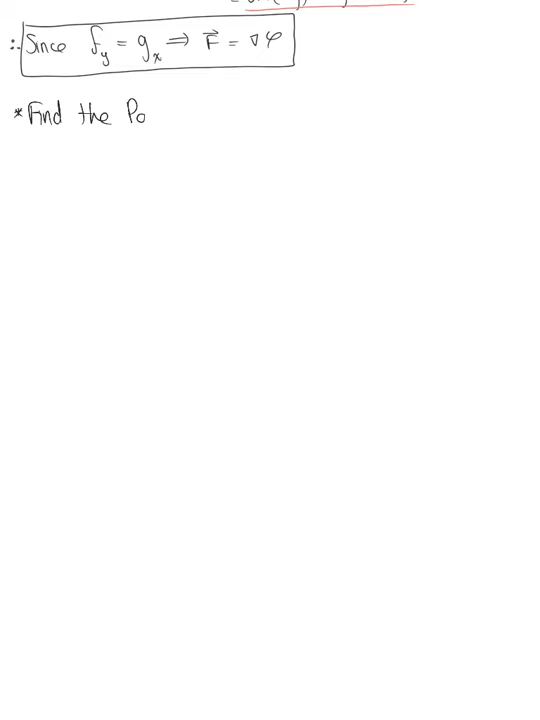 ∴ Since f_y = g_x ⇒ F⃗ = ∇φ
* Find the Po